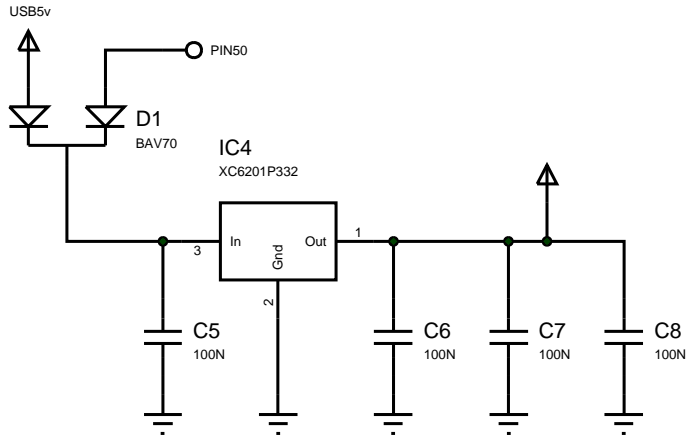 USB5v
PIN50
D1
BAV70
IC4
XC6201P332
3
In
Gnd
Out
1
2
C5
100N
C6
100N
C7
100N
C8
100N